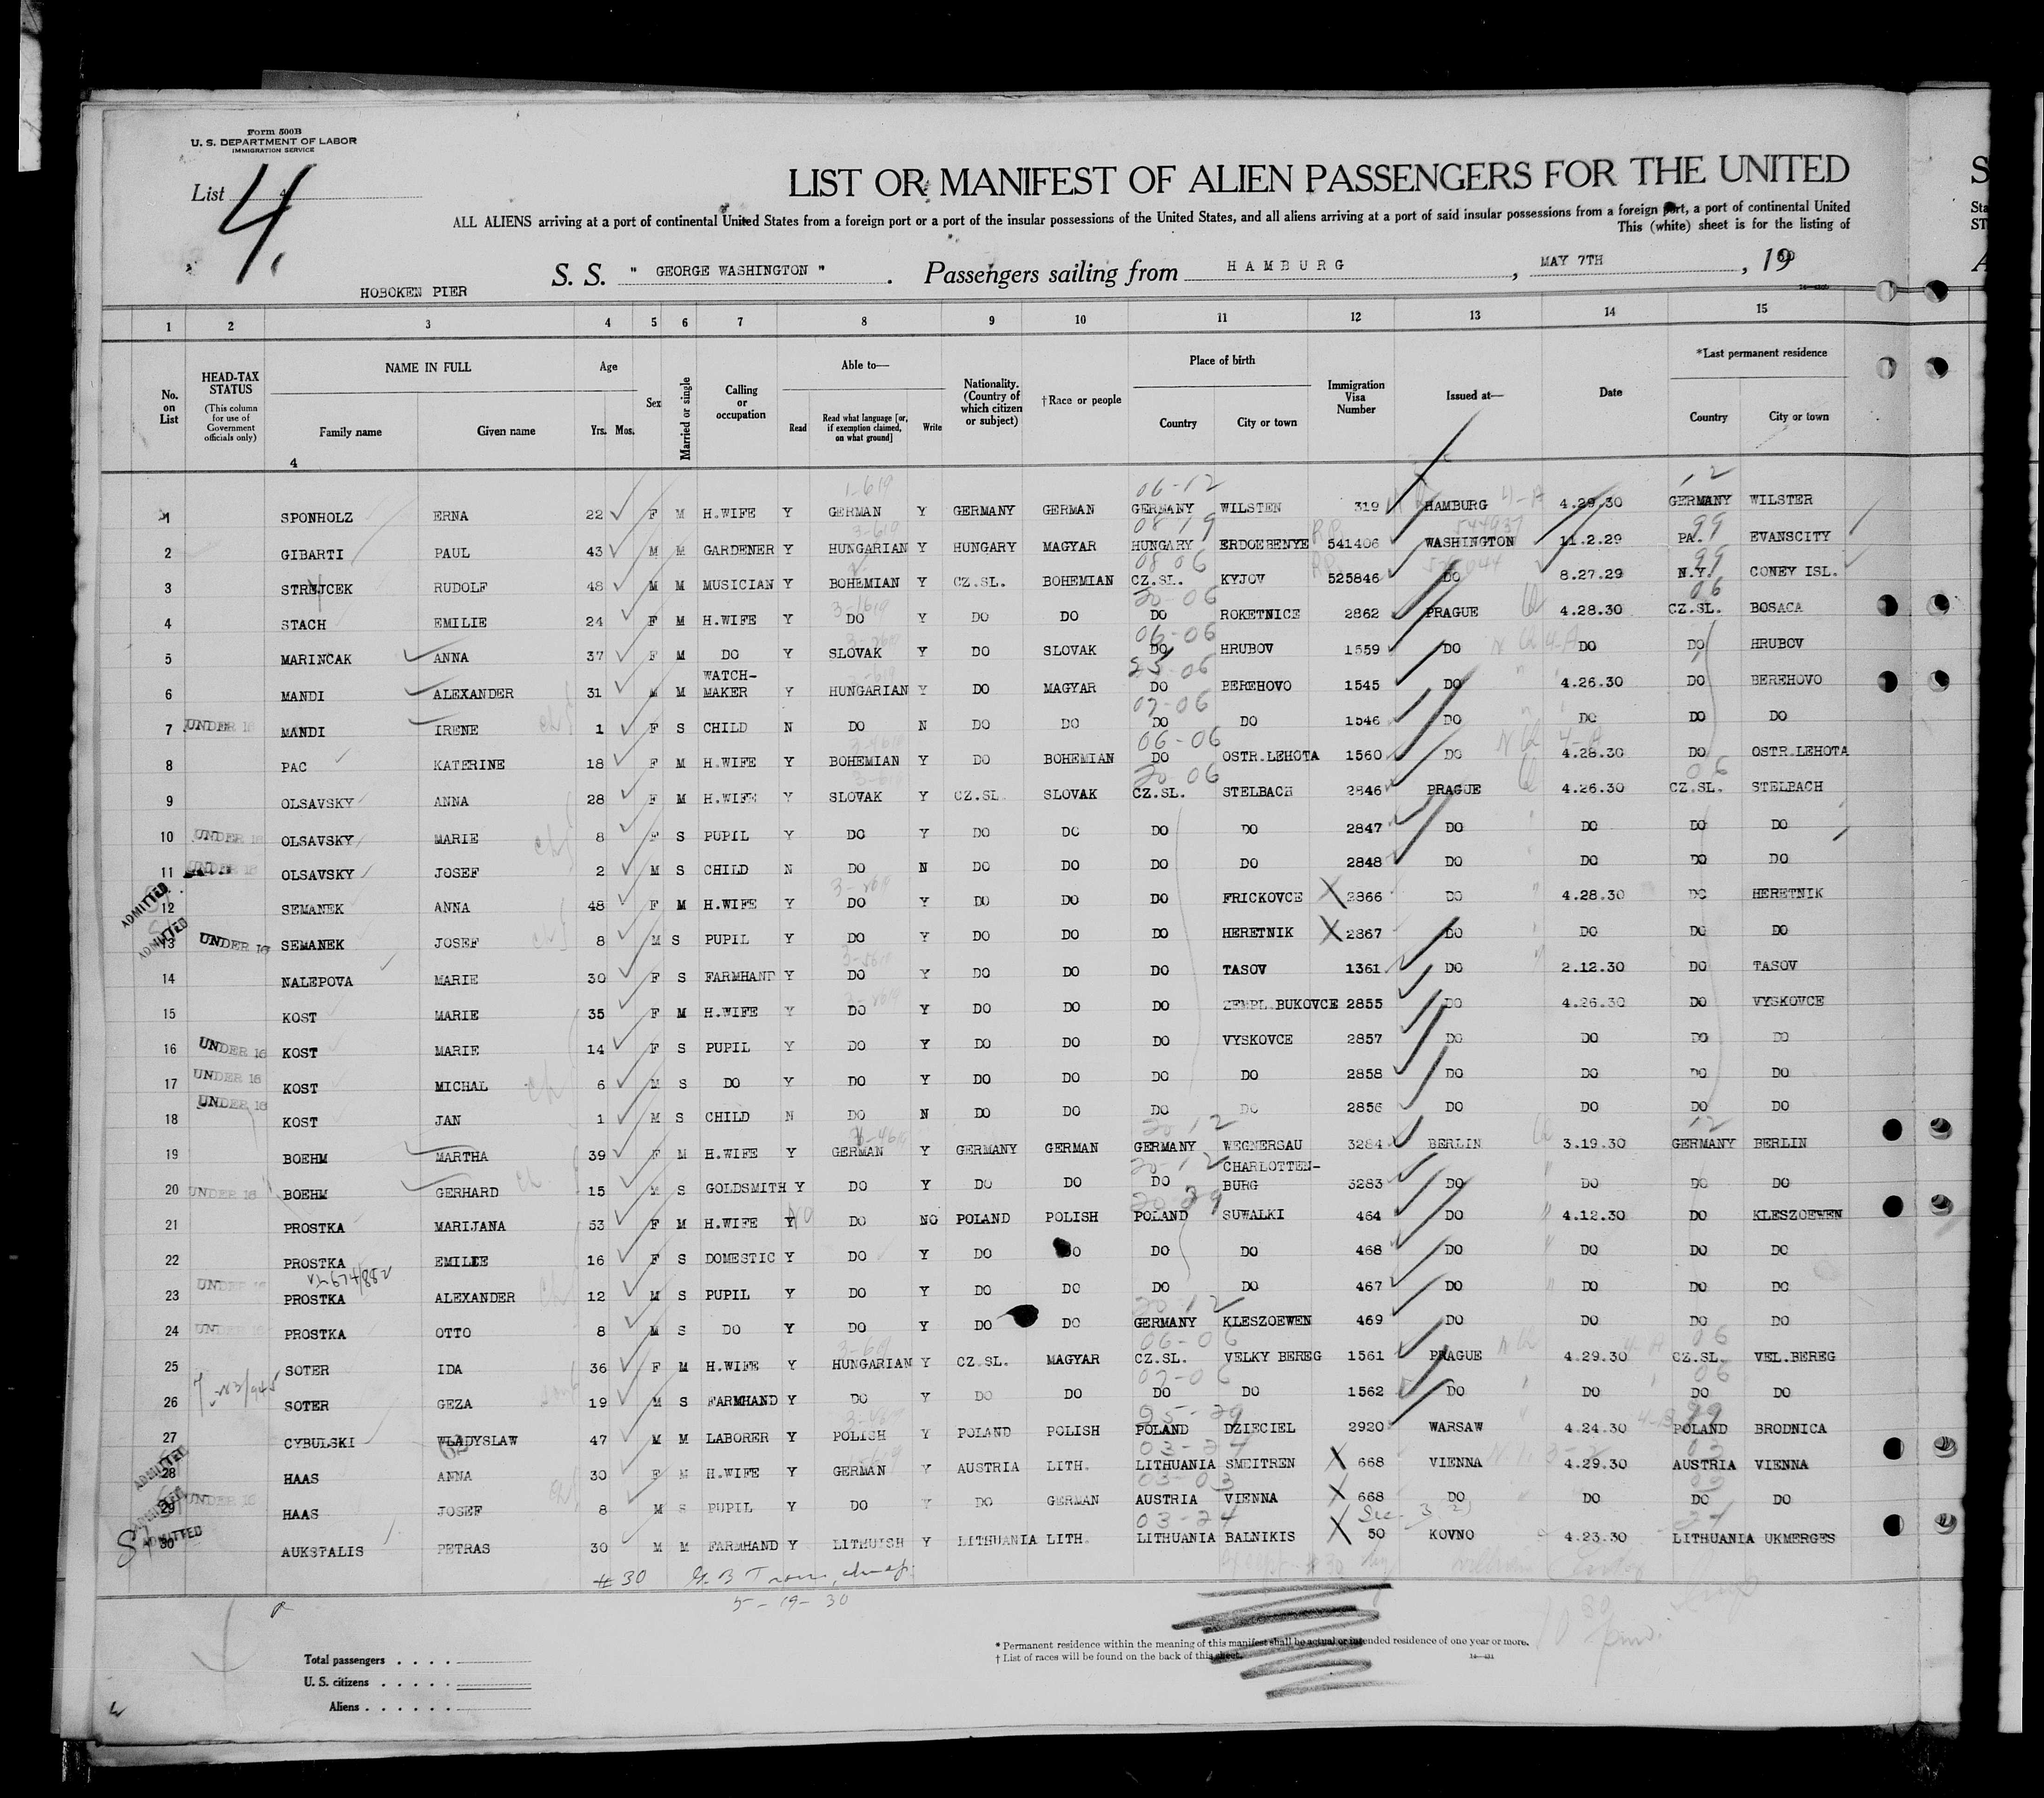 Form 500B
U. S. DEPARTMENT OF LABOR
IMMIGRATION SERVICE
List 4
4.
LIST OR MANIFEST OF ALIEN PASSENGERS FOR THE UNITED
ALL ALIENS arriving at a port of continental United States from a foreign port or a port of the insular possessions of the United States, and all aliens arriving at a port of said insular possessions from a foreign port, a port of continental United
This (white) sheet is for the listing of
S. S. " GEORGE WASHINGTON " . Passengers sailing from HAMBURG , MAY 7TH , 1930
HOBOKEN PIER
1 2 3 4 5 6 7 8 9 10 11 12 13 14 15
No. on List
HEAD-TAX STATUS
(This column for use of Government officials only)
NAME IN FULL
Family name Given name
Age
Yrs. Mos.
Sex
Married or single
Calling or occupation
Able to—
Read
Read what language [or, if exemption claimed, on what ground]
Write
Nationality. (Country of which citizen or subject)
†Race or people
Place of birth
Country City or town
Immigration Visa Number
Issued at—
Date
*Last permanent residence
Country City or town
4
1 SPONHOLZ ERNA 22 F M H.WIFE Y GERMAN Y GERMANY GERMAN GERMANY WILSTEN 319 HAMBURG 4.29.30 GERMANY WILSTER
2 GIBARTI PAUL 43 M M GARDENER Y HUNGARIAN Y HUNGARY MAGYAR HUNGARY ERDOEBENYE 541406 WASHINGTON 11.2.29 PA. EVANSCITY
3 STREJCEK RUDOLF 48 M M MUSICIAN Y BOHEMIAN Y CZ.SL. BOHEMIAN CZ.SL. KYJOV 525846 DO 8.27.29 N.Y. CONEY ISL.
4 STACH EMILIE 24 F M H.WIFE Y DO Y DO DO DO ROKETNICE 2862 PRAGUE 4.28.30 CZ.SL. BOSACA
5 MARINCAK ANNA 37 F M DO Y SLOVAK Y DO SLOVAK DO HRUBOV 1559 DO DO DO HRUBOV
6 MANDI ALEXANDER 31 M M WATCH-MAKER Y HUNGARIAN Y DO MAGYAR DO BEREHOVO 1545 DO 4.26.30 DO BEREHOVO
7 UNDER 16 MANDI IRENE 1 F S CHILD N DO N DO DO DO DO 1546 DO DO DO DO
8 PAC KATERINE 18 F M H.WIFE Y BOHEMIAN Y DO BOHEMIAN DO OSTR.LEHOTA 1560 DO 4.28.30 DO OSTR.LEHOTA
9 OLSAVSKY ANNA 28 F M H.WIFE Y SLOVAK Y CZ.SL. SLOVAK CZ.SL. STELBACH 2846 PRAGUE 4.26.30 CZ.SL. STELBACH
10 UNDER 16 OLSAVSKY MARIE 8 F S PUPIL Y DO Y DO DO DO DO 2847 DO DO DO DO
11 UNDER 16 OLSAVSKY JOSEF 2 M S CHILD N DO N DO DO DO DO 2848 DO DO DO DO
ADMITTED 12 SEMANEK ANNA 48 F M H.WIFE Y DO Y DO DO DO FRICKOVCE 2866 DO 4.28.30 DO HERETNIK
ADMITTED 13 UNDER 16 SEMANEK JOSEF 8 M S PUPIL Y DO Y DO DO DO HERETNIK 2867 DO DO DO DO
14 NALEPOVA MARIE 30 F S FARMHAND Y DO Y DO DO DO TASOV 1361 DO 2.12.30 DO TASOV
15 KOST MARIE 35 F M H.WIFE Y DO Y DO DO DO ZEMPL.BUKOVCE 2855 DO 4.26.30 DO VYSKOVCE
16 UNDER 16 KOST MARIE 14 F S PUPIL Y DO Y DO DO DO VYSKOVCE 2857 DO DO DO DO
17 UNDER 16 KOST MICHAL 6 M S DO Y DO Y DO DO DO DO 2858 DO DO DO DO
18 UNDER 16 KOST JAN 1 M S CHILD N DO N DO DO DO DO 2856 DO DO DO DO
19 BOEHM MARTHA 39 F M H.WIFE Y GERMAN Y GERMANY GERMAN GERMANY WEGNERSAU 3284 BERLIN 3.19.30 GERMANY BERLIN
20 UNDER 16 BOEHM GERHARD 15 M S GOLDSMITH Y DO Y DO DO DO CHARLOTTEN-BURG 3283 DO DO DO DO
21 PROSTKA MARIJANA 53 F M H.WIFE Y NO DO NO POLAND POLISH POLAND SUWALKI 464 DO 4.12.30 DO KLESZOEWEN
22 PROSTKA EMILIE 16 F S DOMESTIC Y DO Y DO DO DO DO 468 DO DO DO DO
23 UNDER 16 PROSTKA ALEXANDER 12 M S PUPIL Y DO Y DO DO DO DO 467 DO DO DO DO
24 UNDER 16 PROSTKA OTTO 8 M S DO Y DO Y DO DO GERMANY KLESZOEWEN 469 DO DO DO DO
25 SOTER IDA 36 F M H.WIFE Y HUNGARIAN Y CZ.SL. MAGYAR CZ.SL. VELKY BEREG 1561 PRAGUE 4.29.30 CZ.SL. VEL.BEREG
26 SOTER GEZA 19 M S FARMHAND Y DO Y DO DO DO DO 1562 DO DO DO DO
27 CYBULSKI WLADYSLAW 47 M M LABORER Y POLISH Y POLAND POLISH POLAND DZIECIEL 2920 WARSAW 4.24.30 POLAND BRODNICA
ADMITTED 28 HAAS ANNA 30 F M H.WIFE Y GERMAN Y AUSTRIA LITH. LITHUANIA SMEITREN 668 VIENNA 4.29.30 AUSTRIA VIENNA
ADMITTED 29 UNDER 16 HAAS JOSEF 8 M S PUPIL Y DO Y DO GERMAN AUSTRIA VIENNA 668 DO DO DO DO
ADMITTED 30 AUKSTALIS PETRAS 30 M M FARMHAND Y LITHUISH Y LITHUANIA LITH. LITHUANIA BALNIKIS 50 KOVNO 4.23.30 LITHUANIA UKMERGES
# 30
5-19-30
* Permanent residence within the meaning of this manifest shall be actual or intended residence of one year or more.
† List of races will be found on the back of this sheet.
Total passengers . . . .
U. S. citizens . . . . .
Aliens . . . . . .